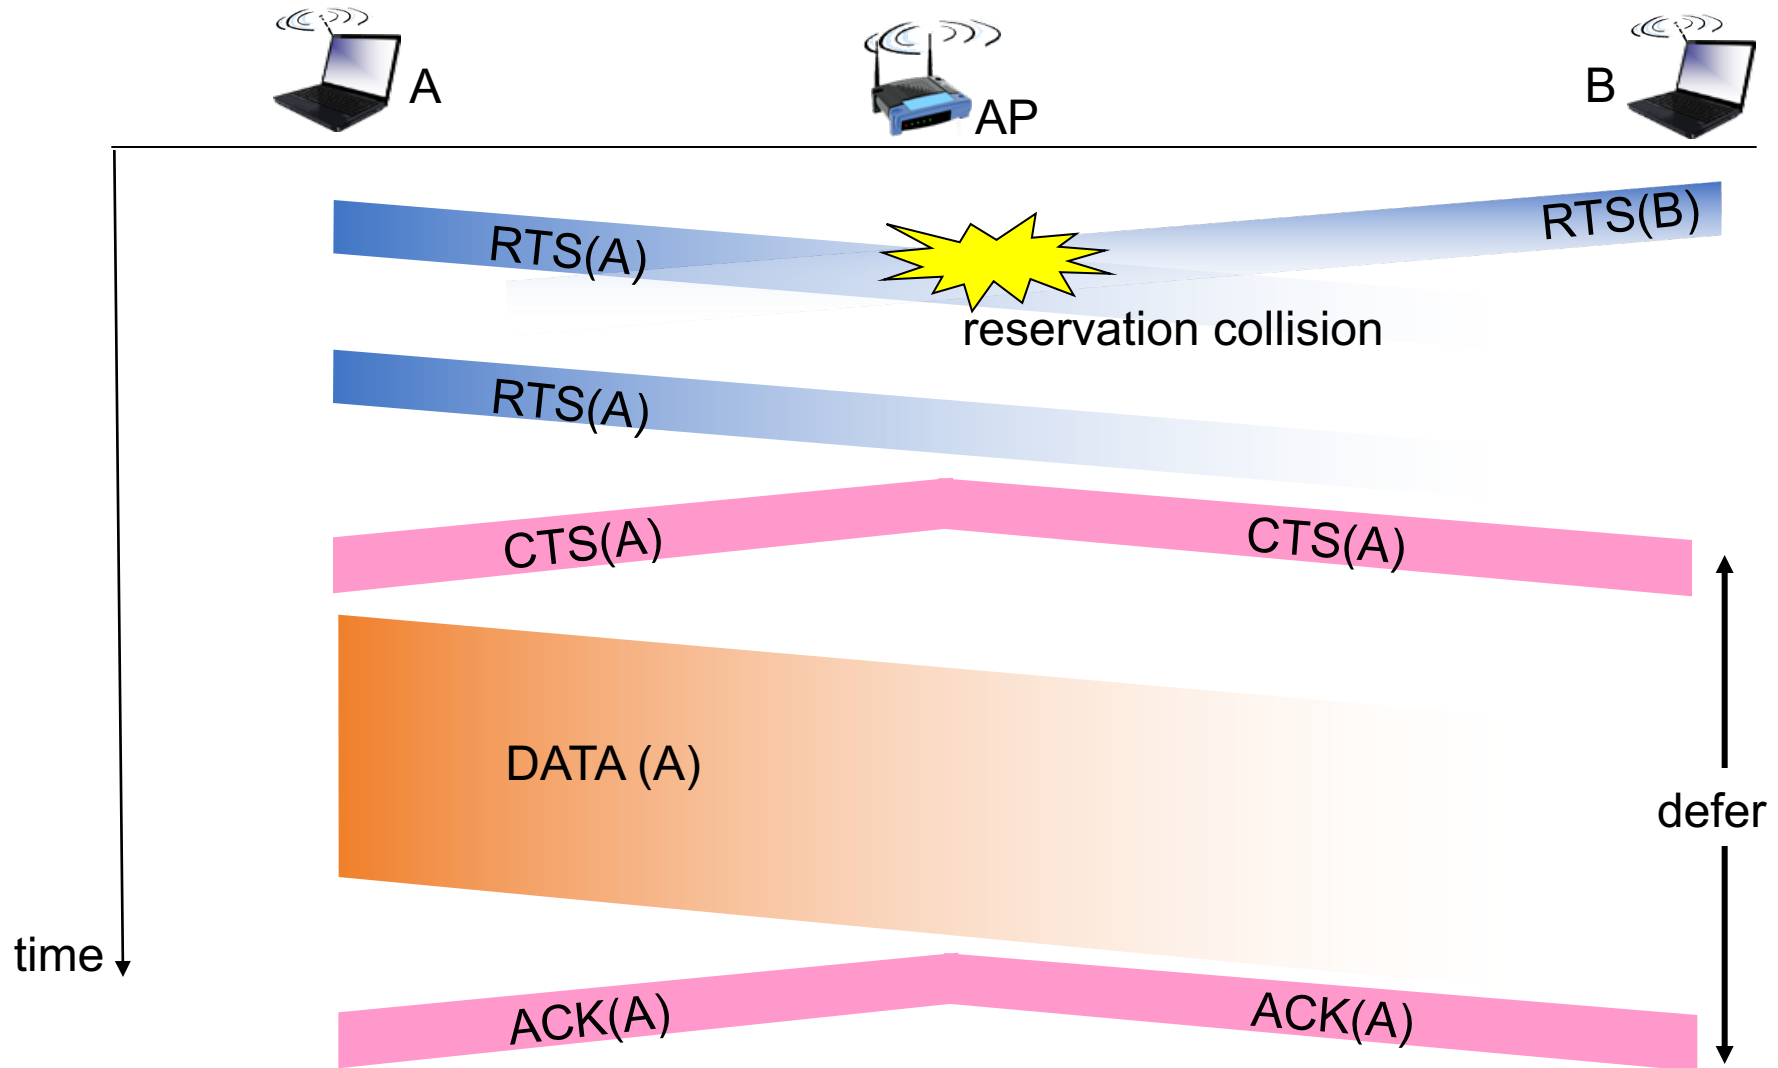 A
AP
B
RTS(A)
RTS(B)
reservation collision
RTS(A)
CTS(A)
CTS(A)
DATA (A)
defer
time
ACK(A)
ACK(A)